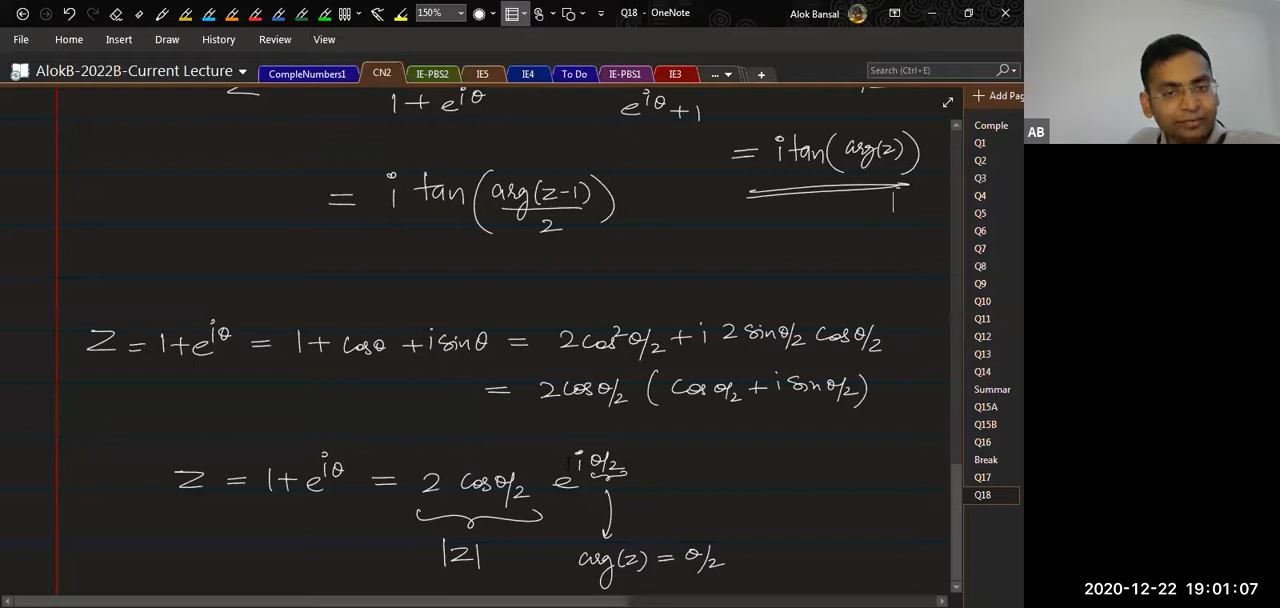 150%
Q18 - OneNote
Alok Bansal
File Home Insert Draw History Review View
AlokB-2022B-Current Lecture
CompleNumbers1 CN2 IE-PBS2 IE5 IE4 To Do IE-PBS1 IE3 ... +
Search (Ctrl+E)
+ Add Pag
Comple
Q1
Q2
Q3
Q4
Q5
Q6
Q7
Q8
Q9
Q10
Q11
Q12
Q13
Q14
Summar
Q15A
Q15B
Q16
Break
Q17
Q18
AB
1 + e^{iθ} e^{iθ} + 1
= i tan(arg(z))
= i tan(arg(z-1)/2)
Z = 1+e^{iθ} = 1 + cosθ + i sinθ = 2cos²θ/2 + i 2 sinθ/2 cosθ/2
= 2cosθ/2 (cosθ/2 + i sinθ/2)
Z = 1+ e^{iθ} = 2 cosθ/2 e^{iθ/2}
|Z| arg(z) = θ/2
2020-12-22 19:01:07